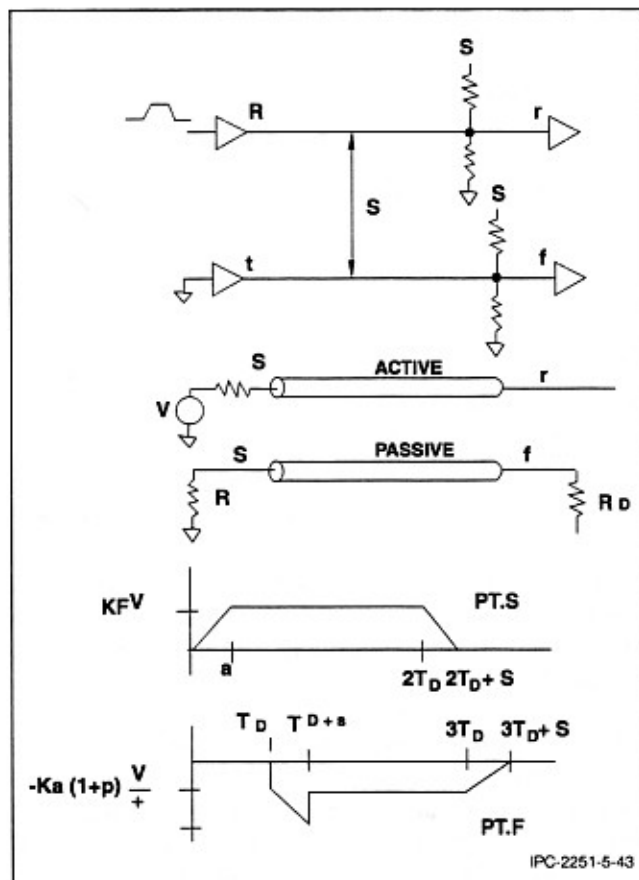 S
R
r
S
S
t
f
S
ACTIVE
r
V
S
PASSIVE
f
R
R D
KF V
PT.S
a
2T D 2T D + S
T D
T D + s
3T D
3T D + S
-Ka (1+p) V
+
PT.F
IPC-2251-5-43